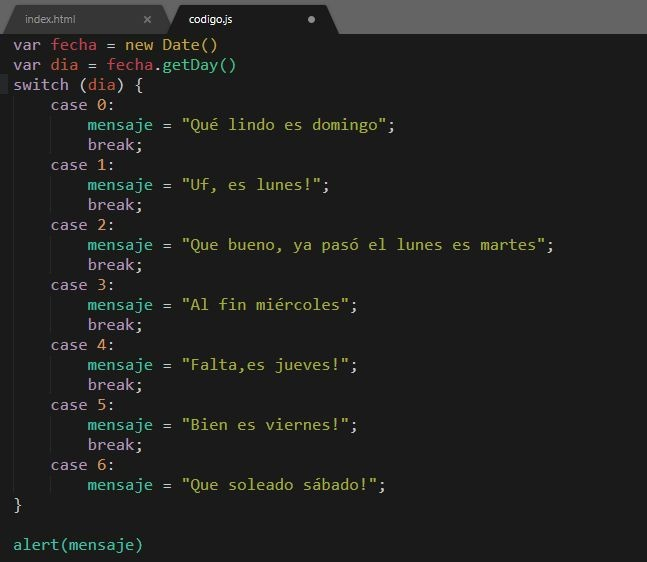 index.html × codigo.js
var fecha = new Date()
var dia = fecha.getDay()
switch (dia) {
    case 0:
        mensaje = "Qué lindo es domingo";
        break;
    case 1:
        mensaje = "Uf, es lunes!";
        break;
    case 2:
        mensaje = "Que bueno, ya pasó el lunes es martes";
        break;
    case 3:
        mensaje = "Al fin miércoles";
        break;
    case 4:
        mensaje = "Falta,es jueves!";
        break;
    case 5:
        mensaje = "Bien es viernes!";
        break;
    case 6:
        mensaje = "Que soleado sábado!";
}

alert(mensaje)